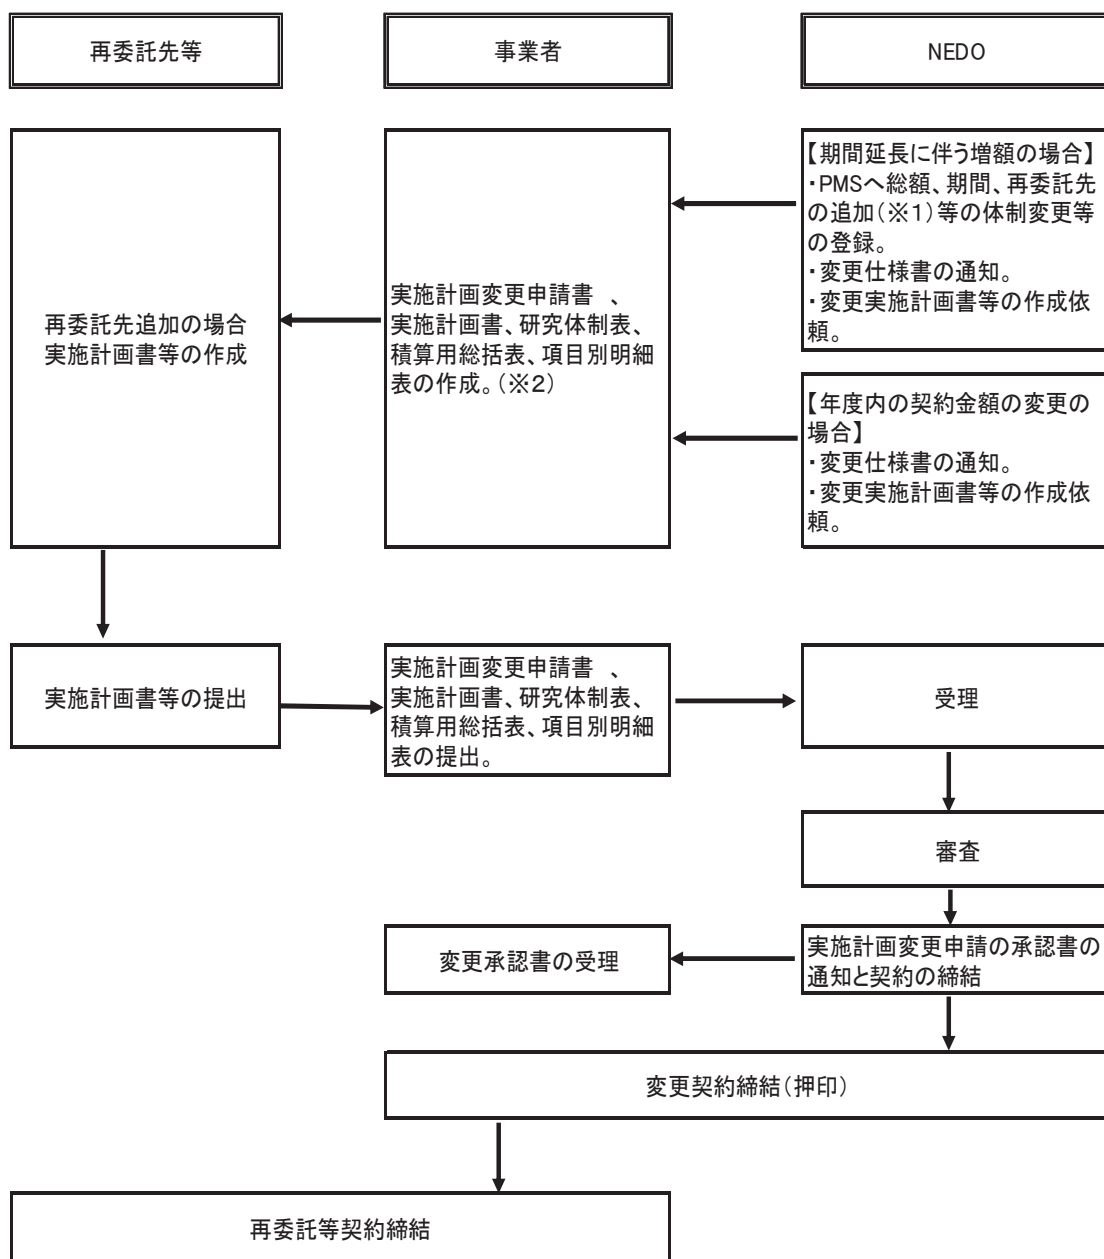 再委託先等
事業者
NEDO
【期間延長に伴う増額の場合】
・PMSへ総額、期間、再委託先
の追加(※1)等の体制変更等
の登録。
・変更仕様書の通知。
・変更実施計画書等の作成依
頼。
実施計画変更申請書 、
実施計画書、研究体制表、
積算用総括表、項目別明細
表の作成。(※2)
再委託先追加の場合
実施計画書等の作成
【年度内の契約金額の変更の
場合】
・変更仕様書の通知。
・変更実施計画書等の作成依
頼。
実施計画書等の提出
実施計画変更申請書 、
実施計画書、研究体制表、
積算用総括表、項目別明細
表の提出。
受理
審査
変更承認書の受理
実施計画変更申請の承認書の
通知と契約の締結
変更契約締結(押印)
再委託等契約締結